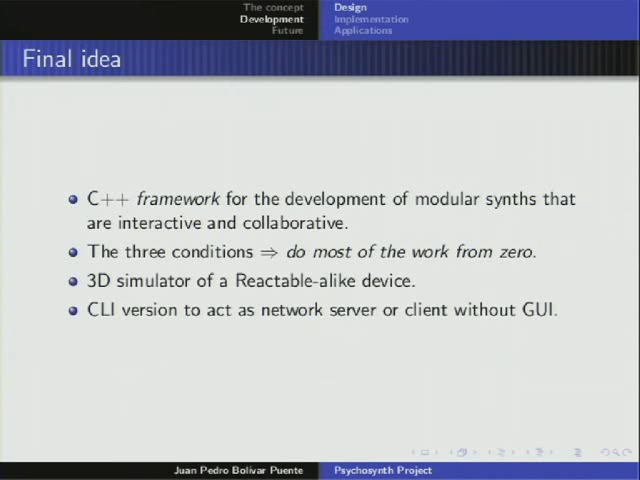 The concept
Development
Future
Design
Implementation
Applications
Final idea
C++ framework for the development of modular synths that
are interactive and collaborative.
The three conditions ⇒ do most of the work from zero.
3D simulator of a Reactable-alike device.
CLI version to act as network server or client without GUI.
Juan Pedro Bolívar Puente
Psychosynth Project